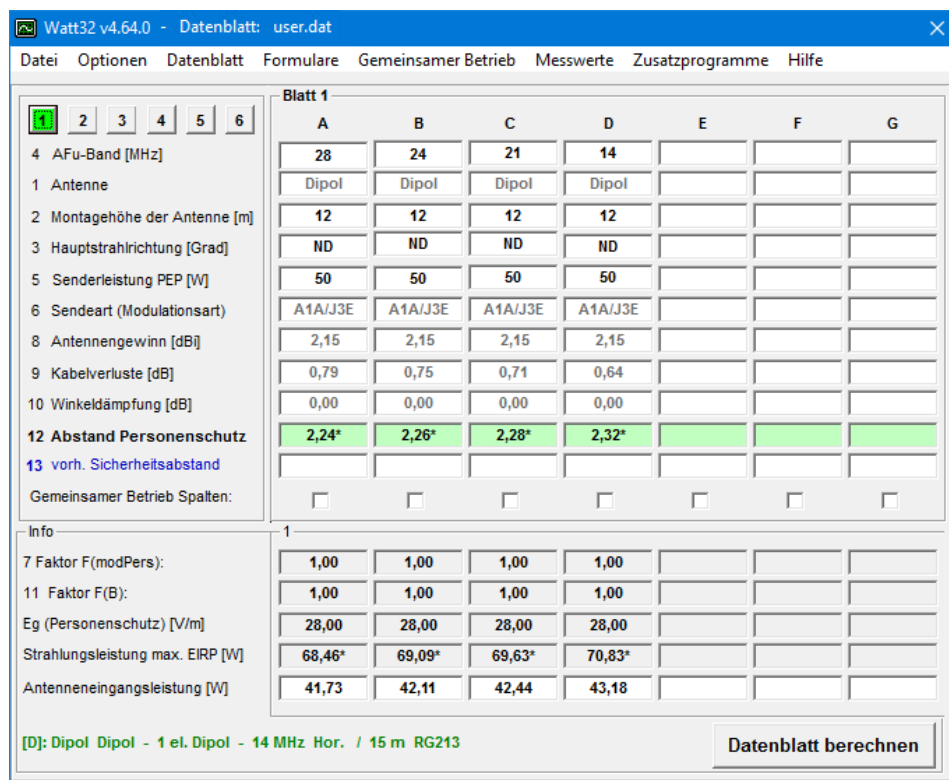 Watt32 v4.64.0 - Datenblatt: user.dat
Datei Optionen Datenblatt Formulare Gemeinsamer Betrieb Messwerte Zusatzprogramme Hilfe
Blatt 1
1 2 3 4 5 6 A B C D E F G
4 AFu-Band [MHz] 28 24 21 14
1 Antenne Dipol Dipol Dipol Dipol
2 Montagehöhe der Antenne [m] 12 12 12 12
3 Hauptstrahlrichtung [Grad] ND ND ND ND
5 Senderleistung PEP [W] 50 50 50 50
6 Sendeart (Modulationsart) A1A/J3E A1A/J3E A1A/J3E A1A/J3E
8 Antennengewinn [dBi] 2,15 2,15 2,15 2,15
9 Kabelverluste [dB] 0,79 0,75 0,71 0,64
10 Winkeldämpfung [dB] 0,00 0,00 0,00 0,00
12 Abstand Personenschutz 2,24* 2,26* 2,28* 2,32*
13 vorh. Sicherheitsabstand
Gemeinsamer Betrieb Spalten:
Info 1
7 Faktor F(modPers): 1,00 1,00 1,00 1,00
11 Faktor F(B): 1,00 1,00 1,00 1,00
Eg (Personenschutz) [V/m] 28,00 28,00 28,00 28,00
Strahlungsleistung max. EIRP [W] 68,46* 69,09* 69,63* 70,83*
Antenneneingangsleistung [W] 41,73 42,11 42,44 43,18
[D]: Dipol Dipol - 1 el. Dipol - 14 MHz Hor. / 15 m RG213 Datenblatt berechnen